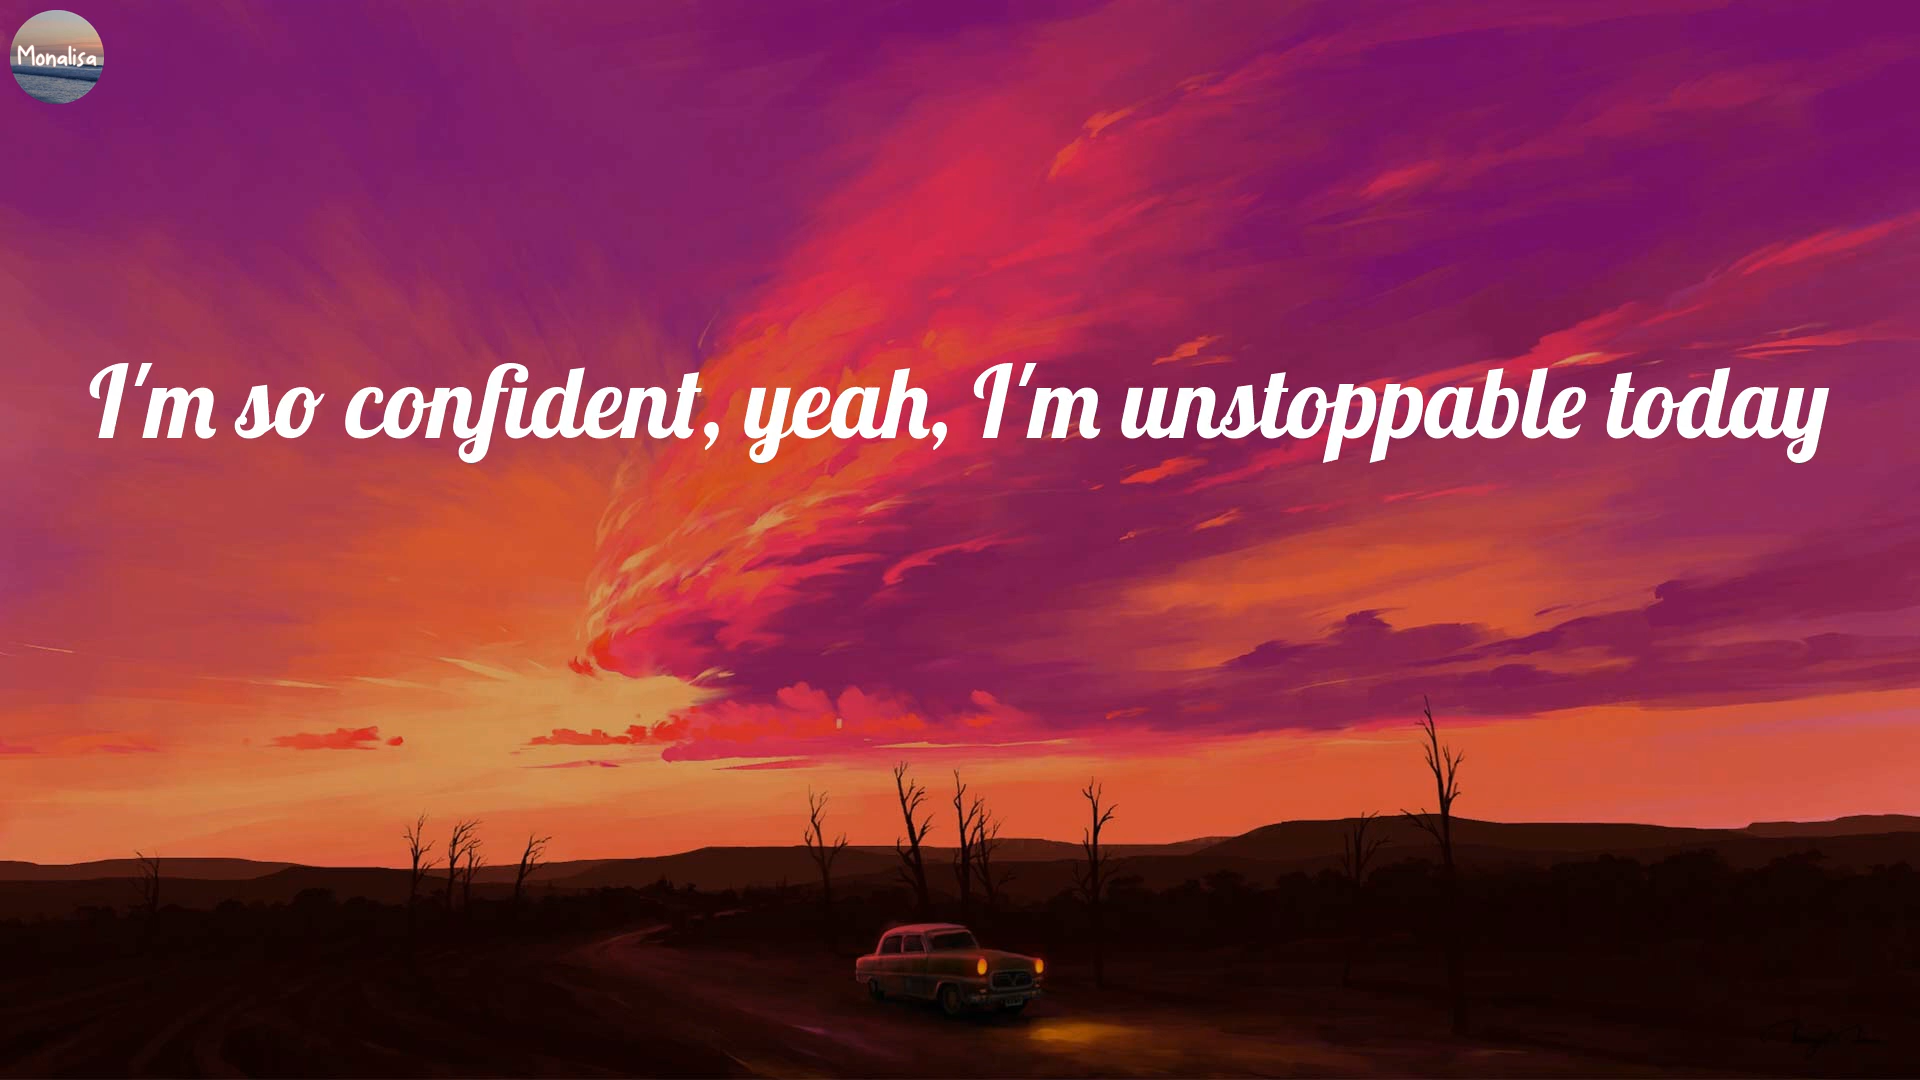 Monalisa
I'm so confident, yeah, I'm unstoppable today